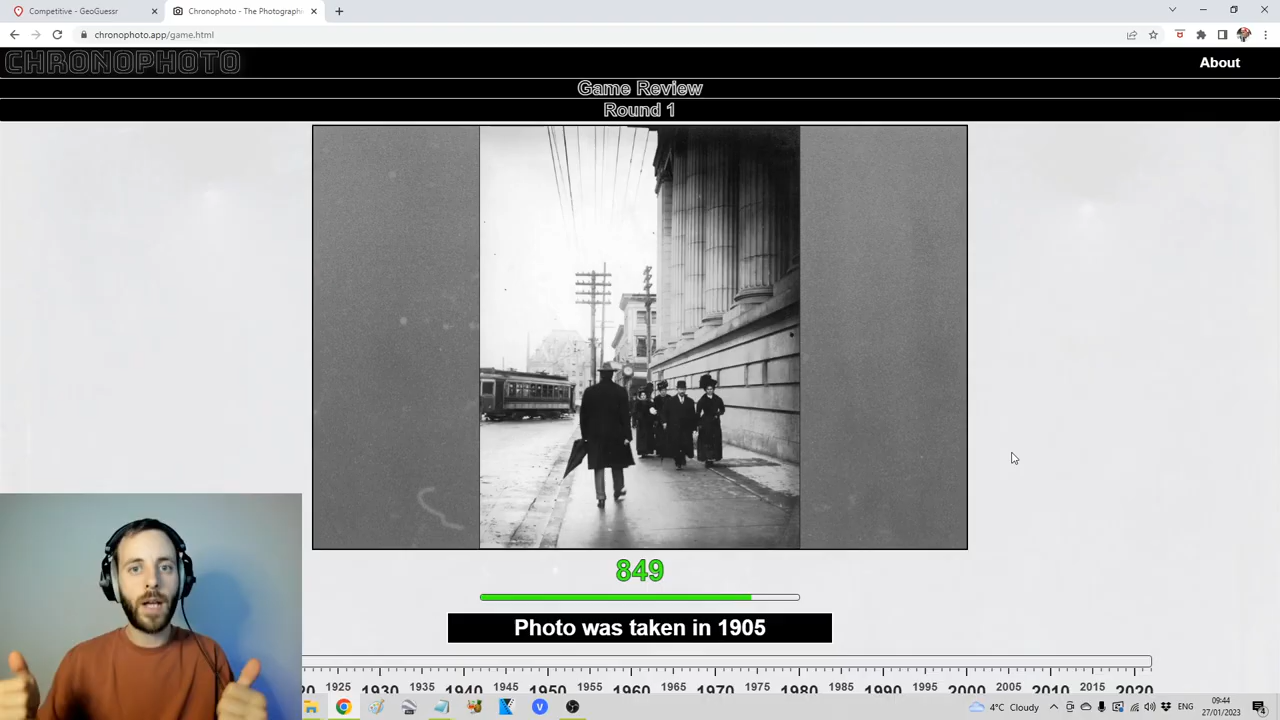 Competitive - GeoGuessr
Chronophoto - The Photographi
chronophoto.app/game.html
CHRONOPHOTO
About
Game Review
Round 1
849
Photo was taken in 1905
20 1925 1930 1935 1940 1945 1950 1955 1960 1965 1970 1975 1980 1985 1990 1995 2000 2005 2010 2015 2020
4°C Cloudy
ENG
09:44
27/01/2023
4